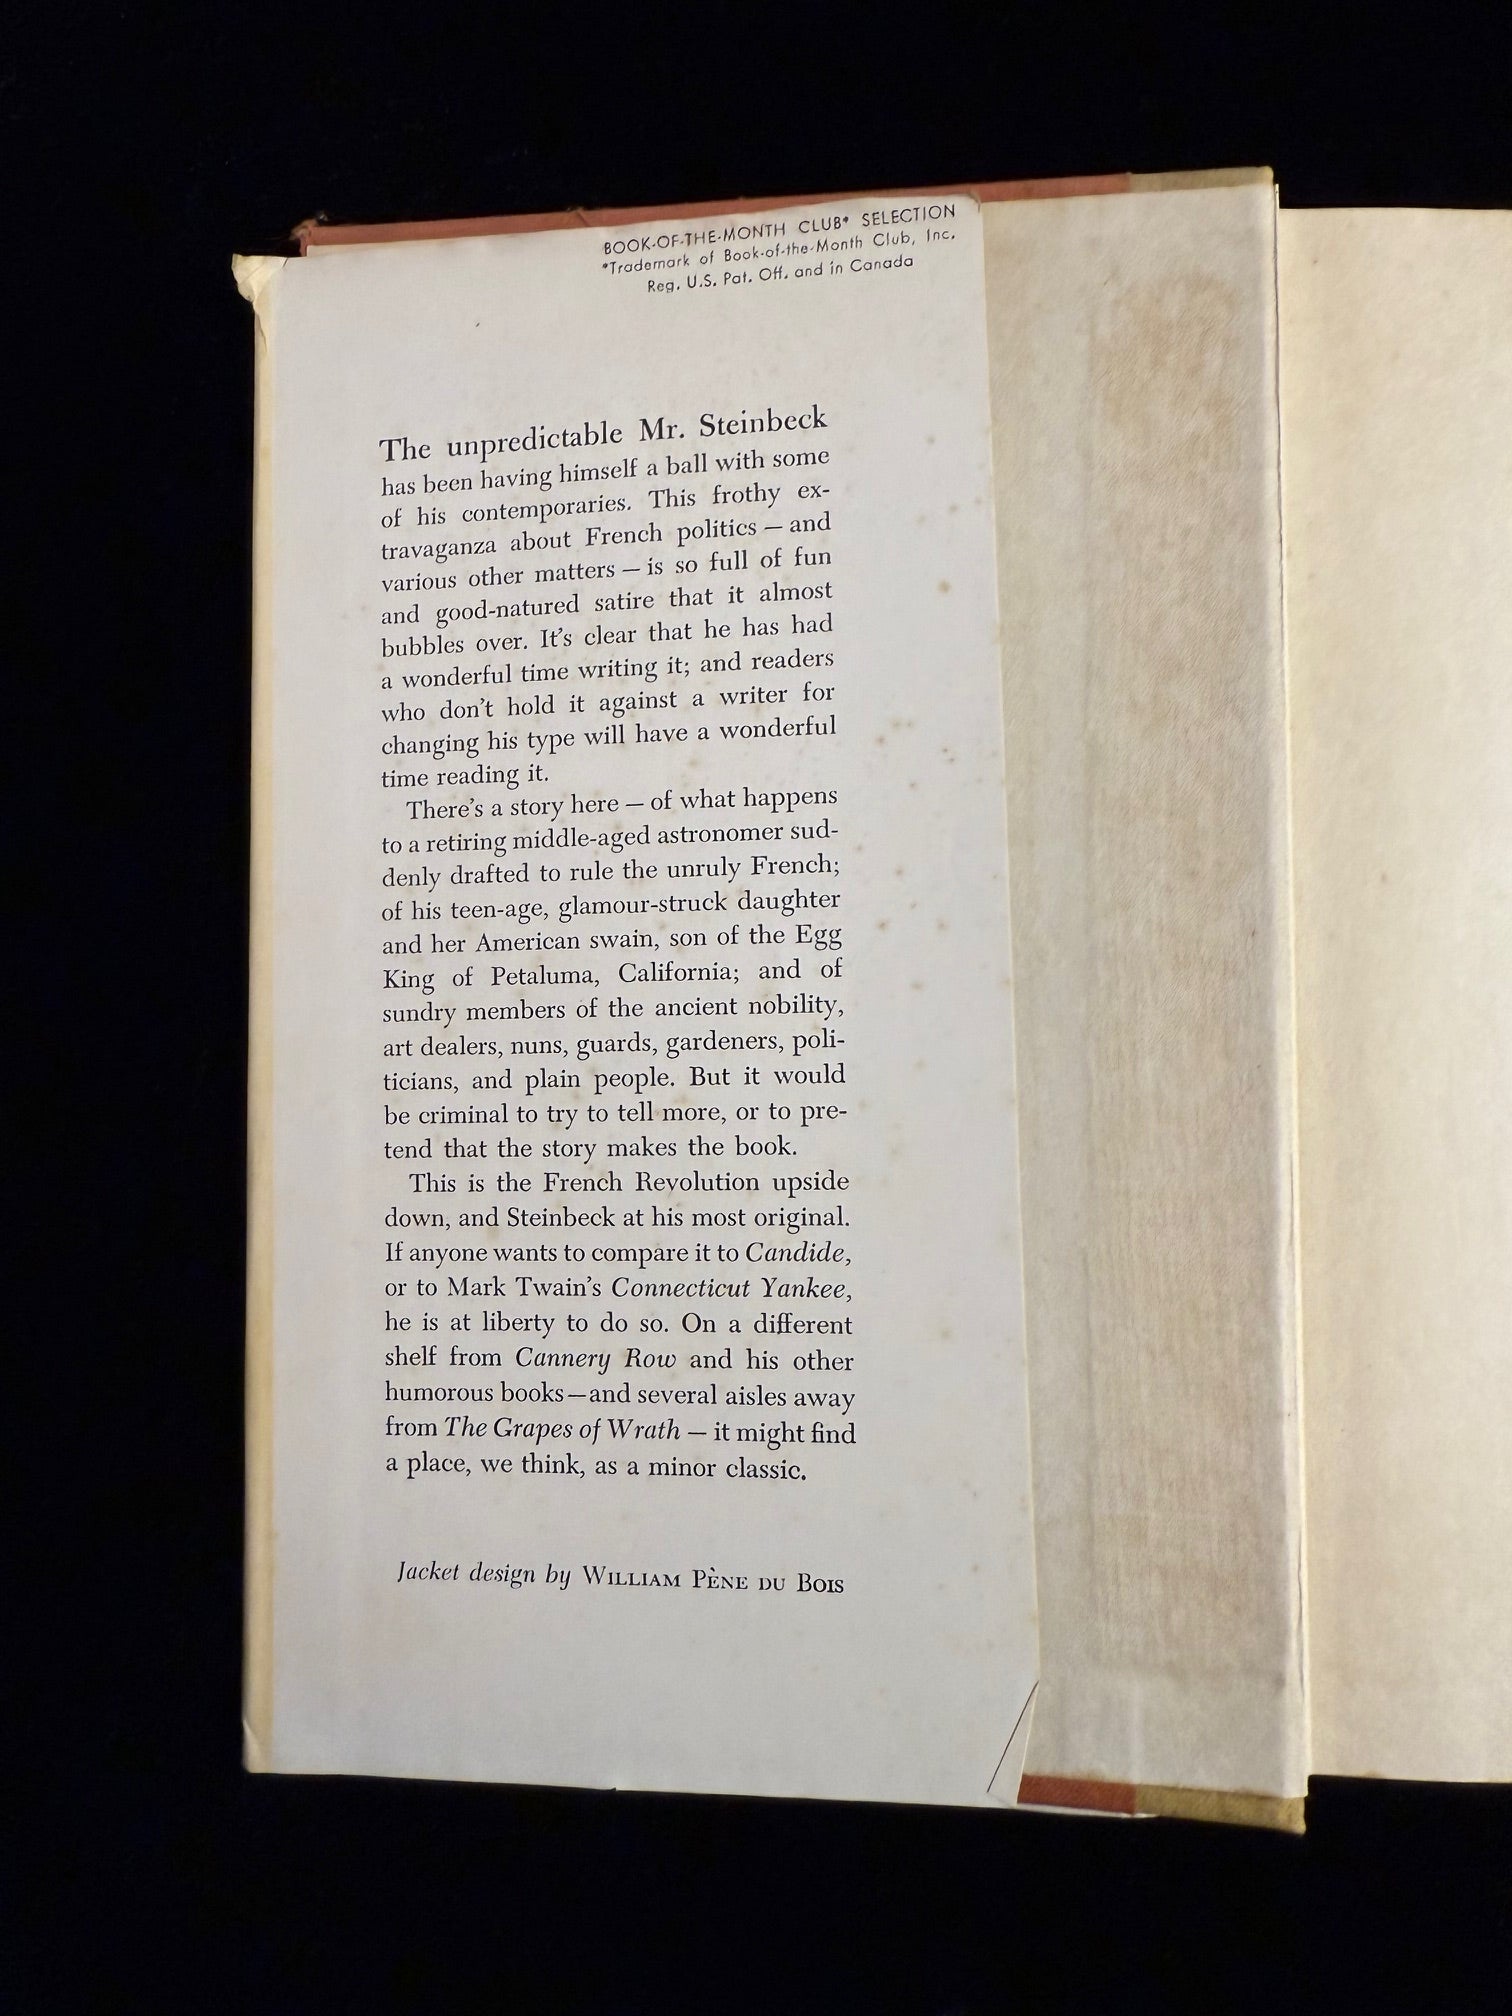 BOOK-OF-THE-MONTH CLUB* SELECTION
*Trademark of Book-of-the-Month Club, Inc.
Reg. U.S. Pat. Off. and in Canada
The unpredictable Mr. Steinbeck
has been having himself a ball with some
of his contemporaries. This frothy ex-
travaganza about French politics — and
various other matters — is so full of fun
and good-natured satire that it almost
bubbles over. It's clear that he has had
a wonderful time writing it; and readers
who don't hold it against a writer for
changing his type will have a wonderful
time reading it.
There's a story here — of what happens
to a retiring middle-aged astronomer sud-
denly drafted to rule the unruly French;
of his teen-age, glamour-struck daughter
and her American swain, son of the Egg
King of Petaluma, California; and of
sundry members of the ancient nobility,
art dealers, nuns, guards, gardeners, poli-
ticians, and plain people. But it would
be criminal to try to tell more, or to pre-
tend that the story makes the book.
This is the French Revolution upside
down, and Steinbeck at his most original.
If anyone wants to compare it to Candide,
or to Mark Twain's Connecticut Yankee,
he is at liberty to do so. On a different
shelf from Cannery Row and his other
humorous books—and several aisles away
from The Grapes of Wrath — it might find
a place, we think, as a minor classic.
Jacket design by WILLIAM PÈNE DU BOIS